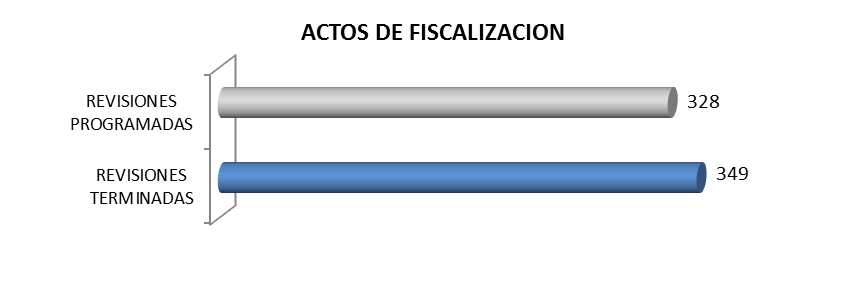 ACTOS DE FISCALIZACION
REVISIONES
PROGRAMADAS
328
REVISIONES
TERMINADAS
349